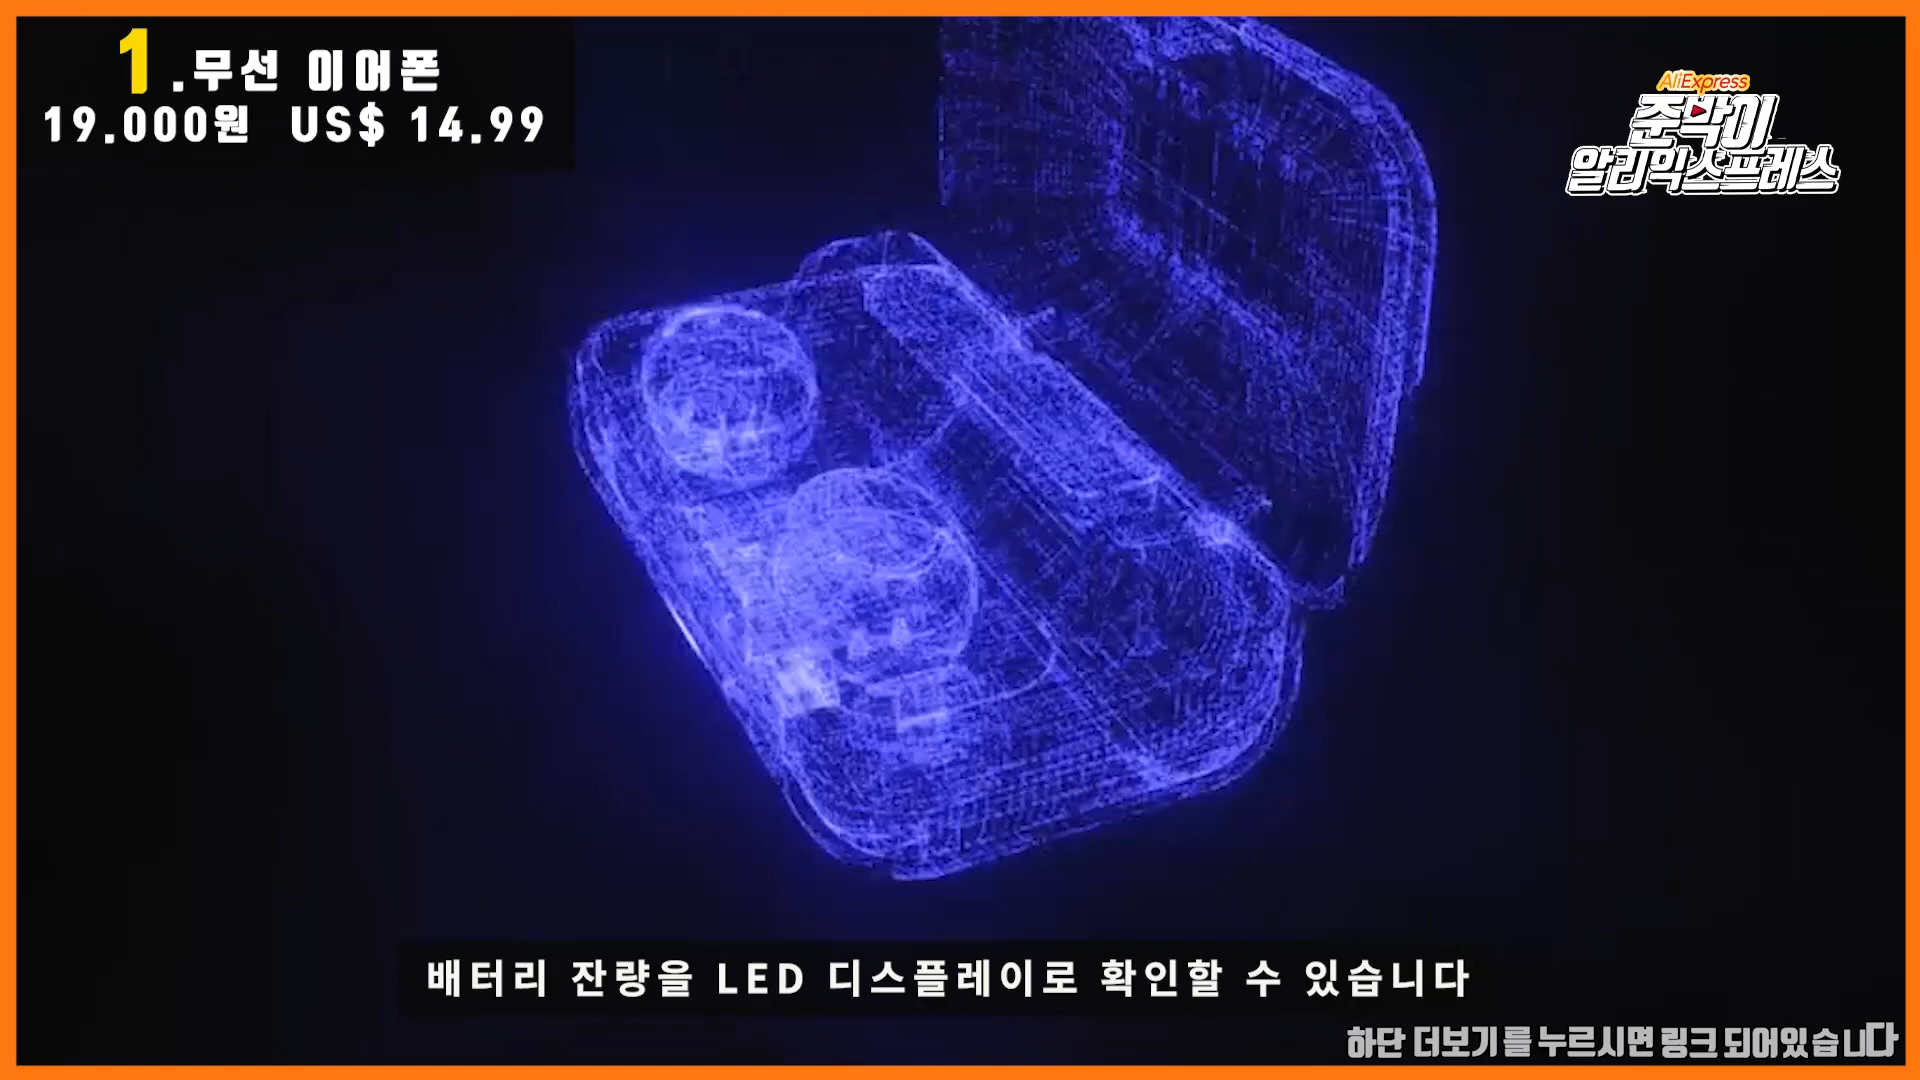 1.무선 이어폰
19,000원 US$ 14.99
AliExpress
준박이
알리익스프레스
배터리 잔량을 LED 디스플레이로 확인할 수 있습니다
하단 더보기를 누르시면 링크 되어있습니다